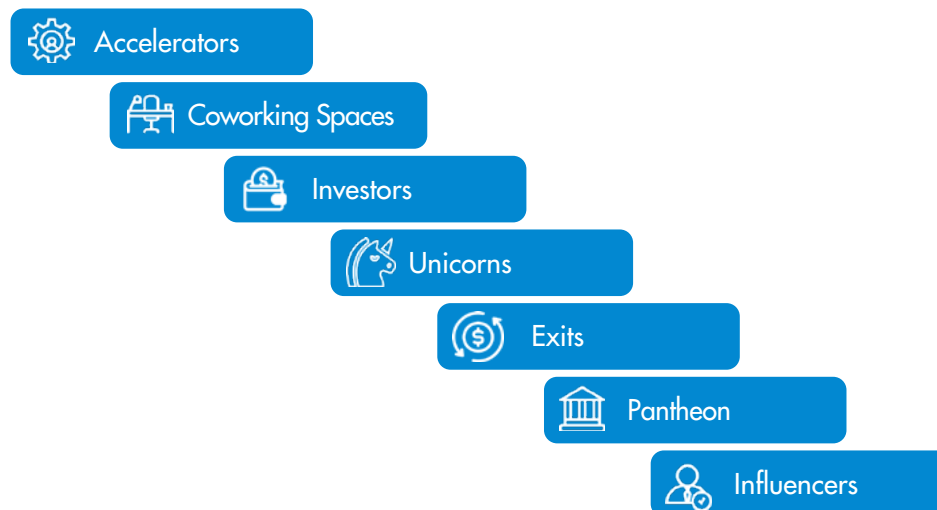 Accelerators
Coworking Spaces
Investors
Unicorns
Exits
Pantheon
Influencers